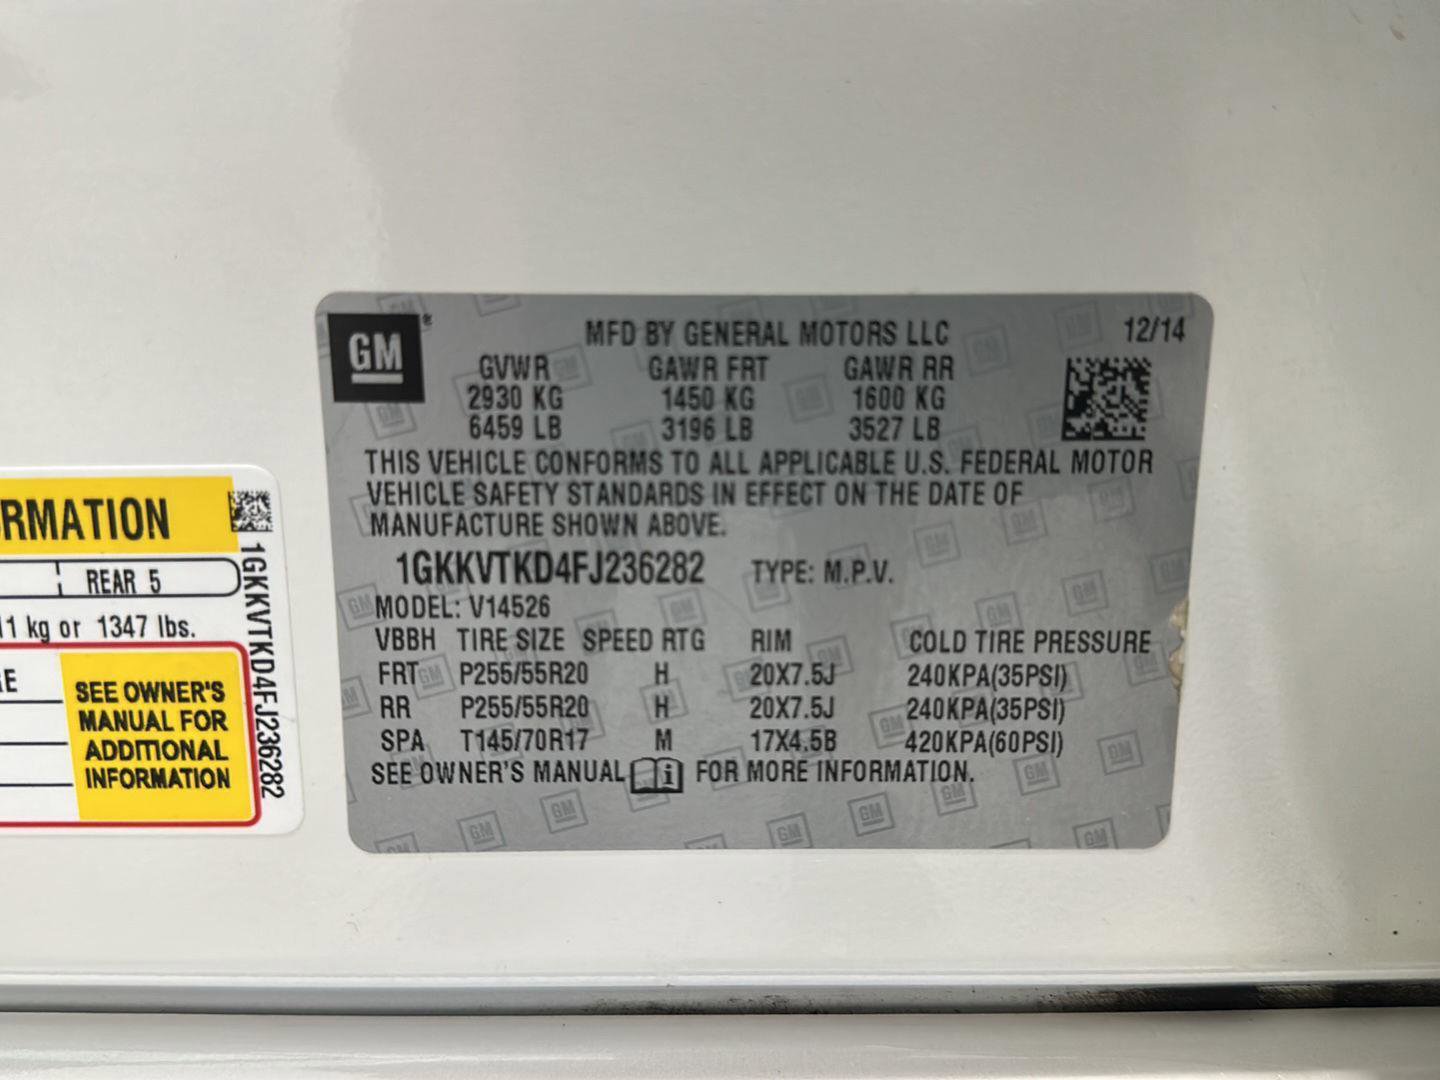 GM
MFD BY GENERAL MOTORS LLC 12/14
GVWR GAWR FRT GAWR RR
2930 KG 1450 KG 1600 KG
6459 LB 3196 LB 3527 LB
THIS VEHICLE CONFORMS TO ALL APPLICABLE U.S. FEDERAL MOTOR
VEHICLE SAFETY STANDARDS IN EFFECT ON THE DATE OF
MANUFACTURE SHOWN ABOVE.
1GKKVTKD4FJ236282 TYPE: M.P.V.
MODEL: V14526
VBBH TIRE SIZE SPEED RTG RIM COLD TIRE PRESSURE
FRT P255/55R20 H 20X7.5J 240KPA(35PSI)
RR P255/55R20 H 20X7.5J 240KPA(35PSI)
SPA T145/70R17 M 17X4.5B 420KPA(60PSI)
SEE OWNER'S MANUAL i FOR MORE INFORMATION.
RMATION
REAR 5
11 kg or 1347 lbs.
RE
SEE OWNER'S
MANUAL FOR
ADDITIONAL
INFORMATION
1GKKVTKD4FJ236282